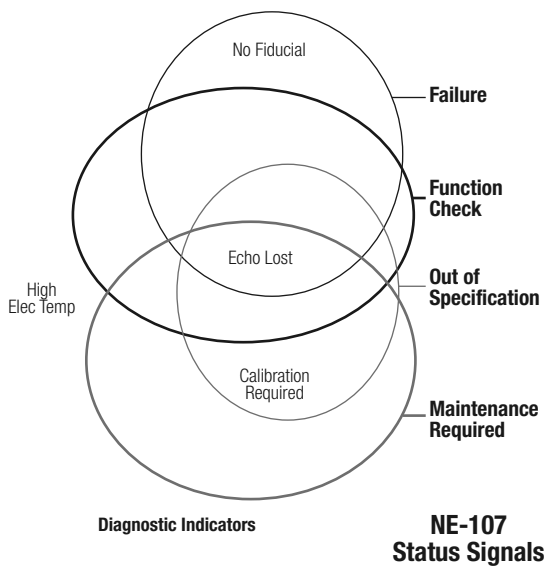 No Fiducial
Failure
Function
Check
Echo Lost
High
Elec Temp
Out of
Specification
Calibration
Required
Maintenance
Required
Diagnostic Indicators
NE-107
Status Signals